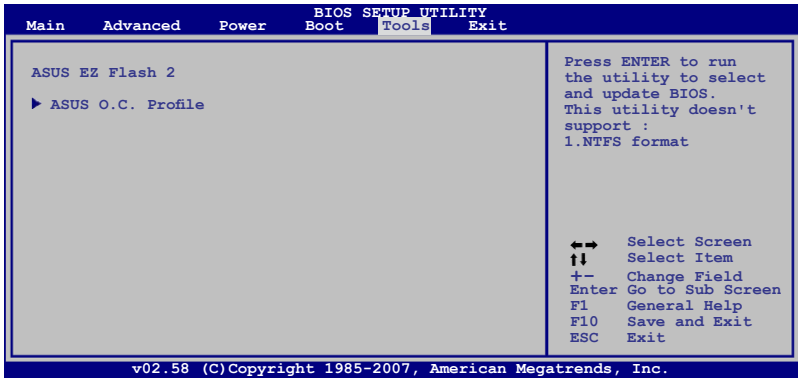 BIOS SETUP UTILITY
Main Advanced Power Boot Tools Exit
ASUS EZ Flash 2
ASUS O.C. Profile
Press ENTER to run
the utility to select
and update BIOS.
This utility doesn't
support :
1.NTFS format
←→ Select Screen
↑↓ Select Item
+- Change Field
Enter Go to Sub Screen
F1 General Help
F10 Save and Exit
ESC Exit
v02.58 (C)Copyright 1985-2007, American Megatrends, Inc.